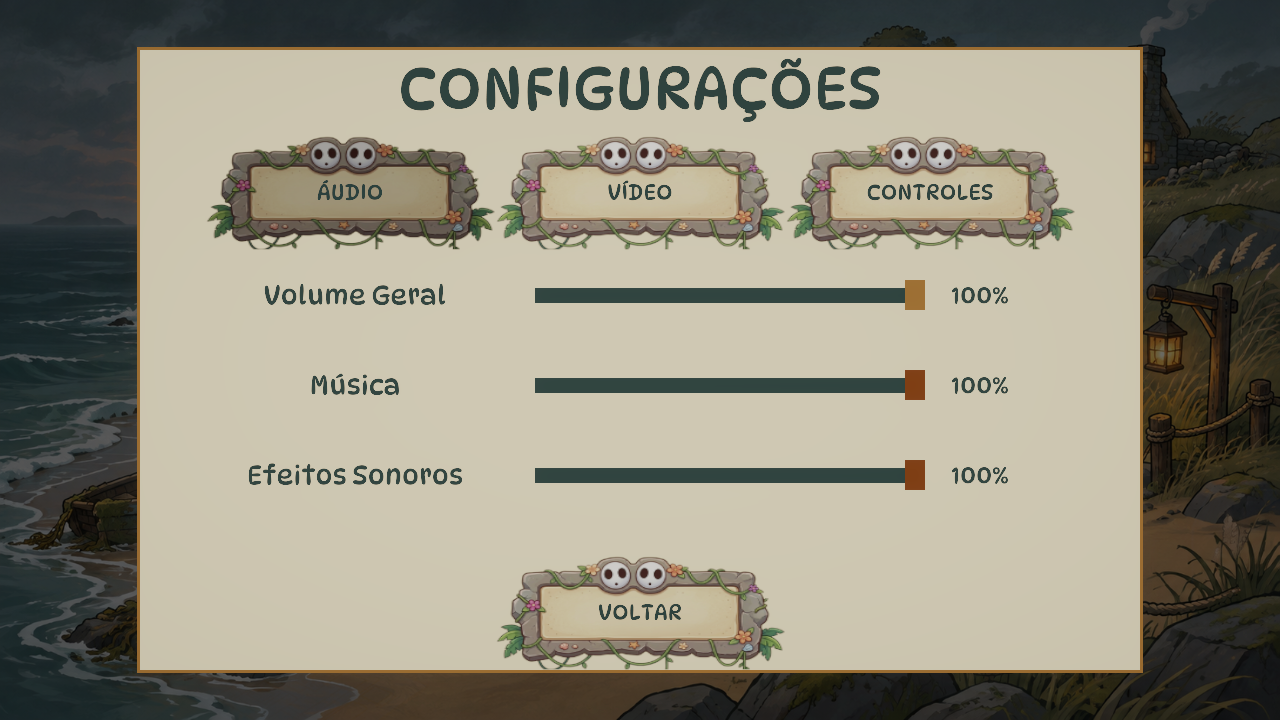 CONFIGURAÇÕES
ÁUDIO VÍDEO CONTROLES
Volume Geral 100%
Música 100%
Efeitos Sonoros 100%
VOLTAR